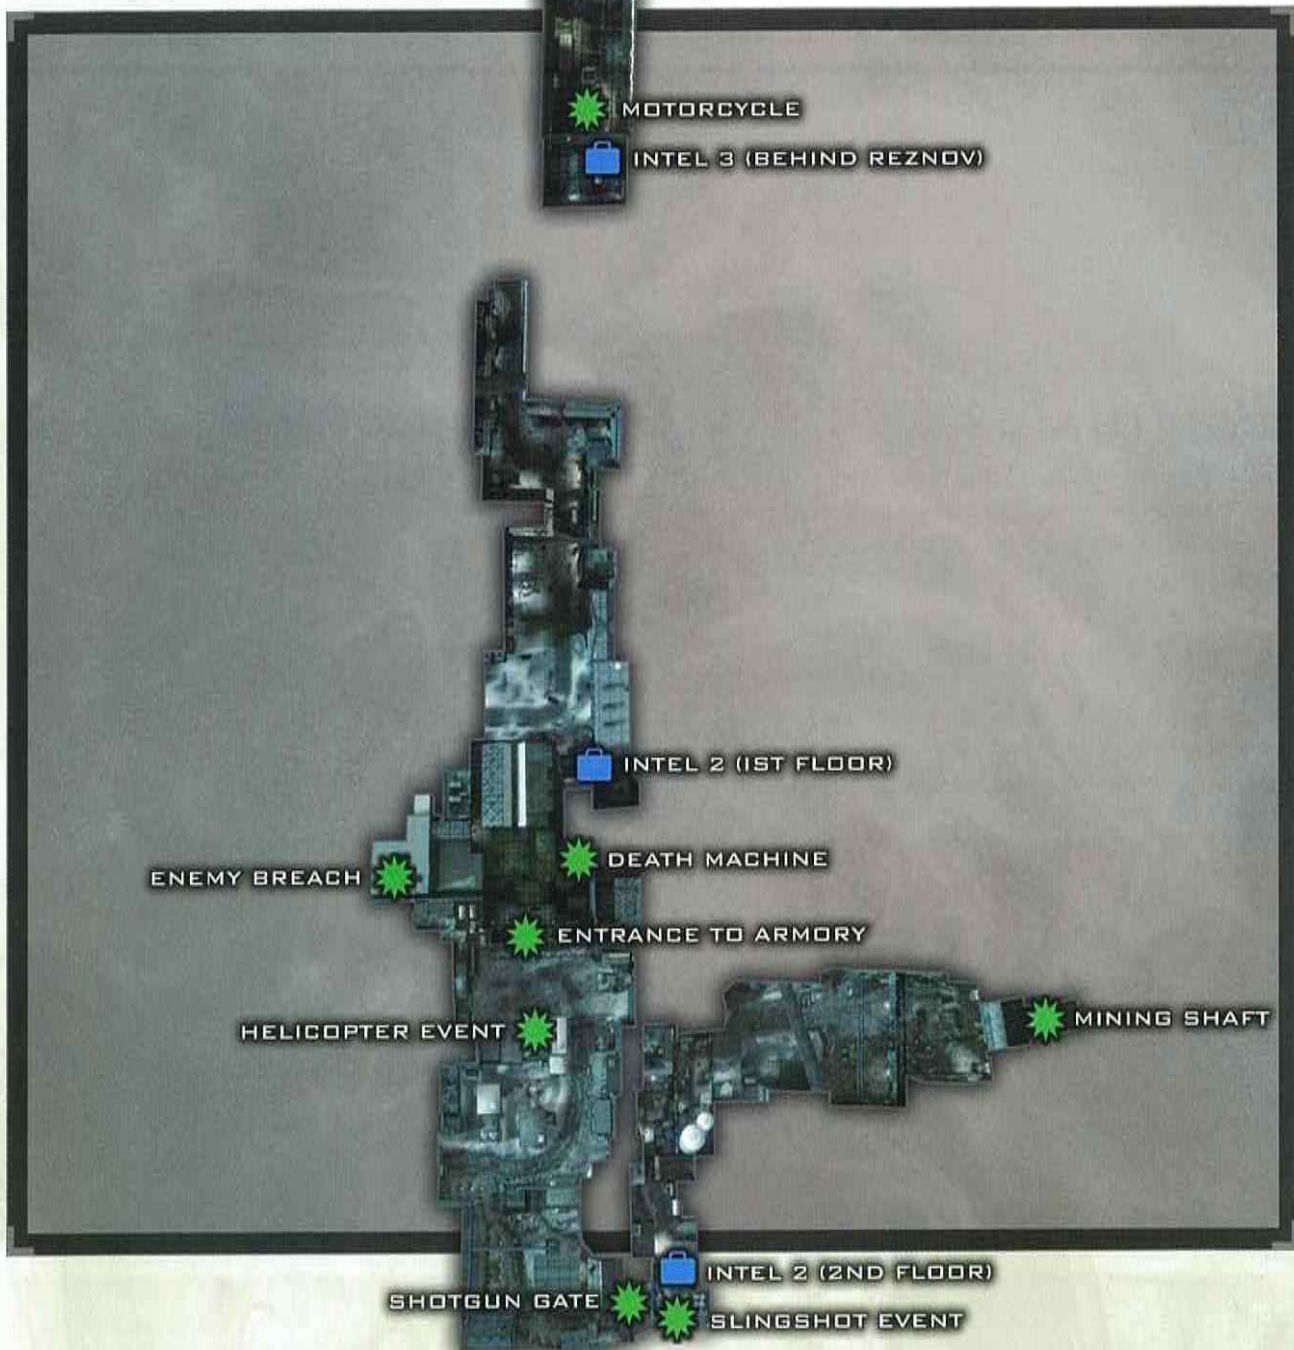 MOTORCYCLE
INTEL 3 (BEHIND REZNOV)
INTEL 2 (1ST FLOOR)
DEATH MACHINE
ENEMY BREACH
ENTRANCE TO ARMORY
HELICOPTER EVENT
MINING SHAFT
INTEL 2 (2ND FLOOR)
SHOTGUN GATE
SLINGSHOT EVENT